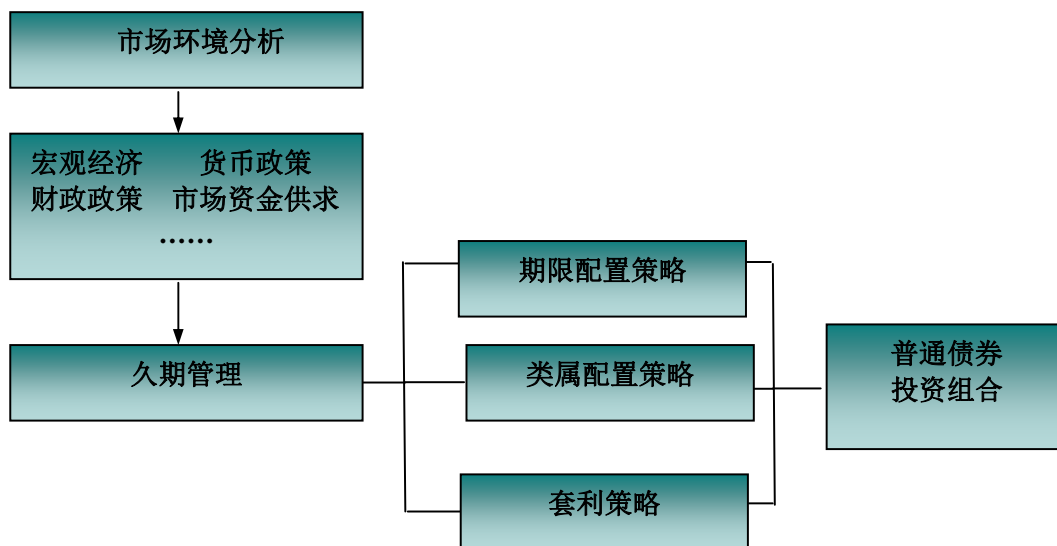 市场环境分析
宏观经济 货币政策
财政政策 市场资金供求
……
久期管理
期限配置策略
类属配置策略
套利策略
普通债券
投资组合